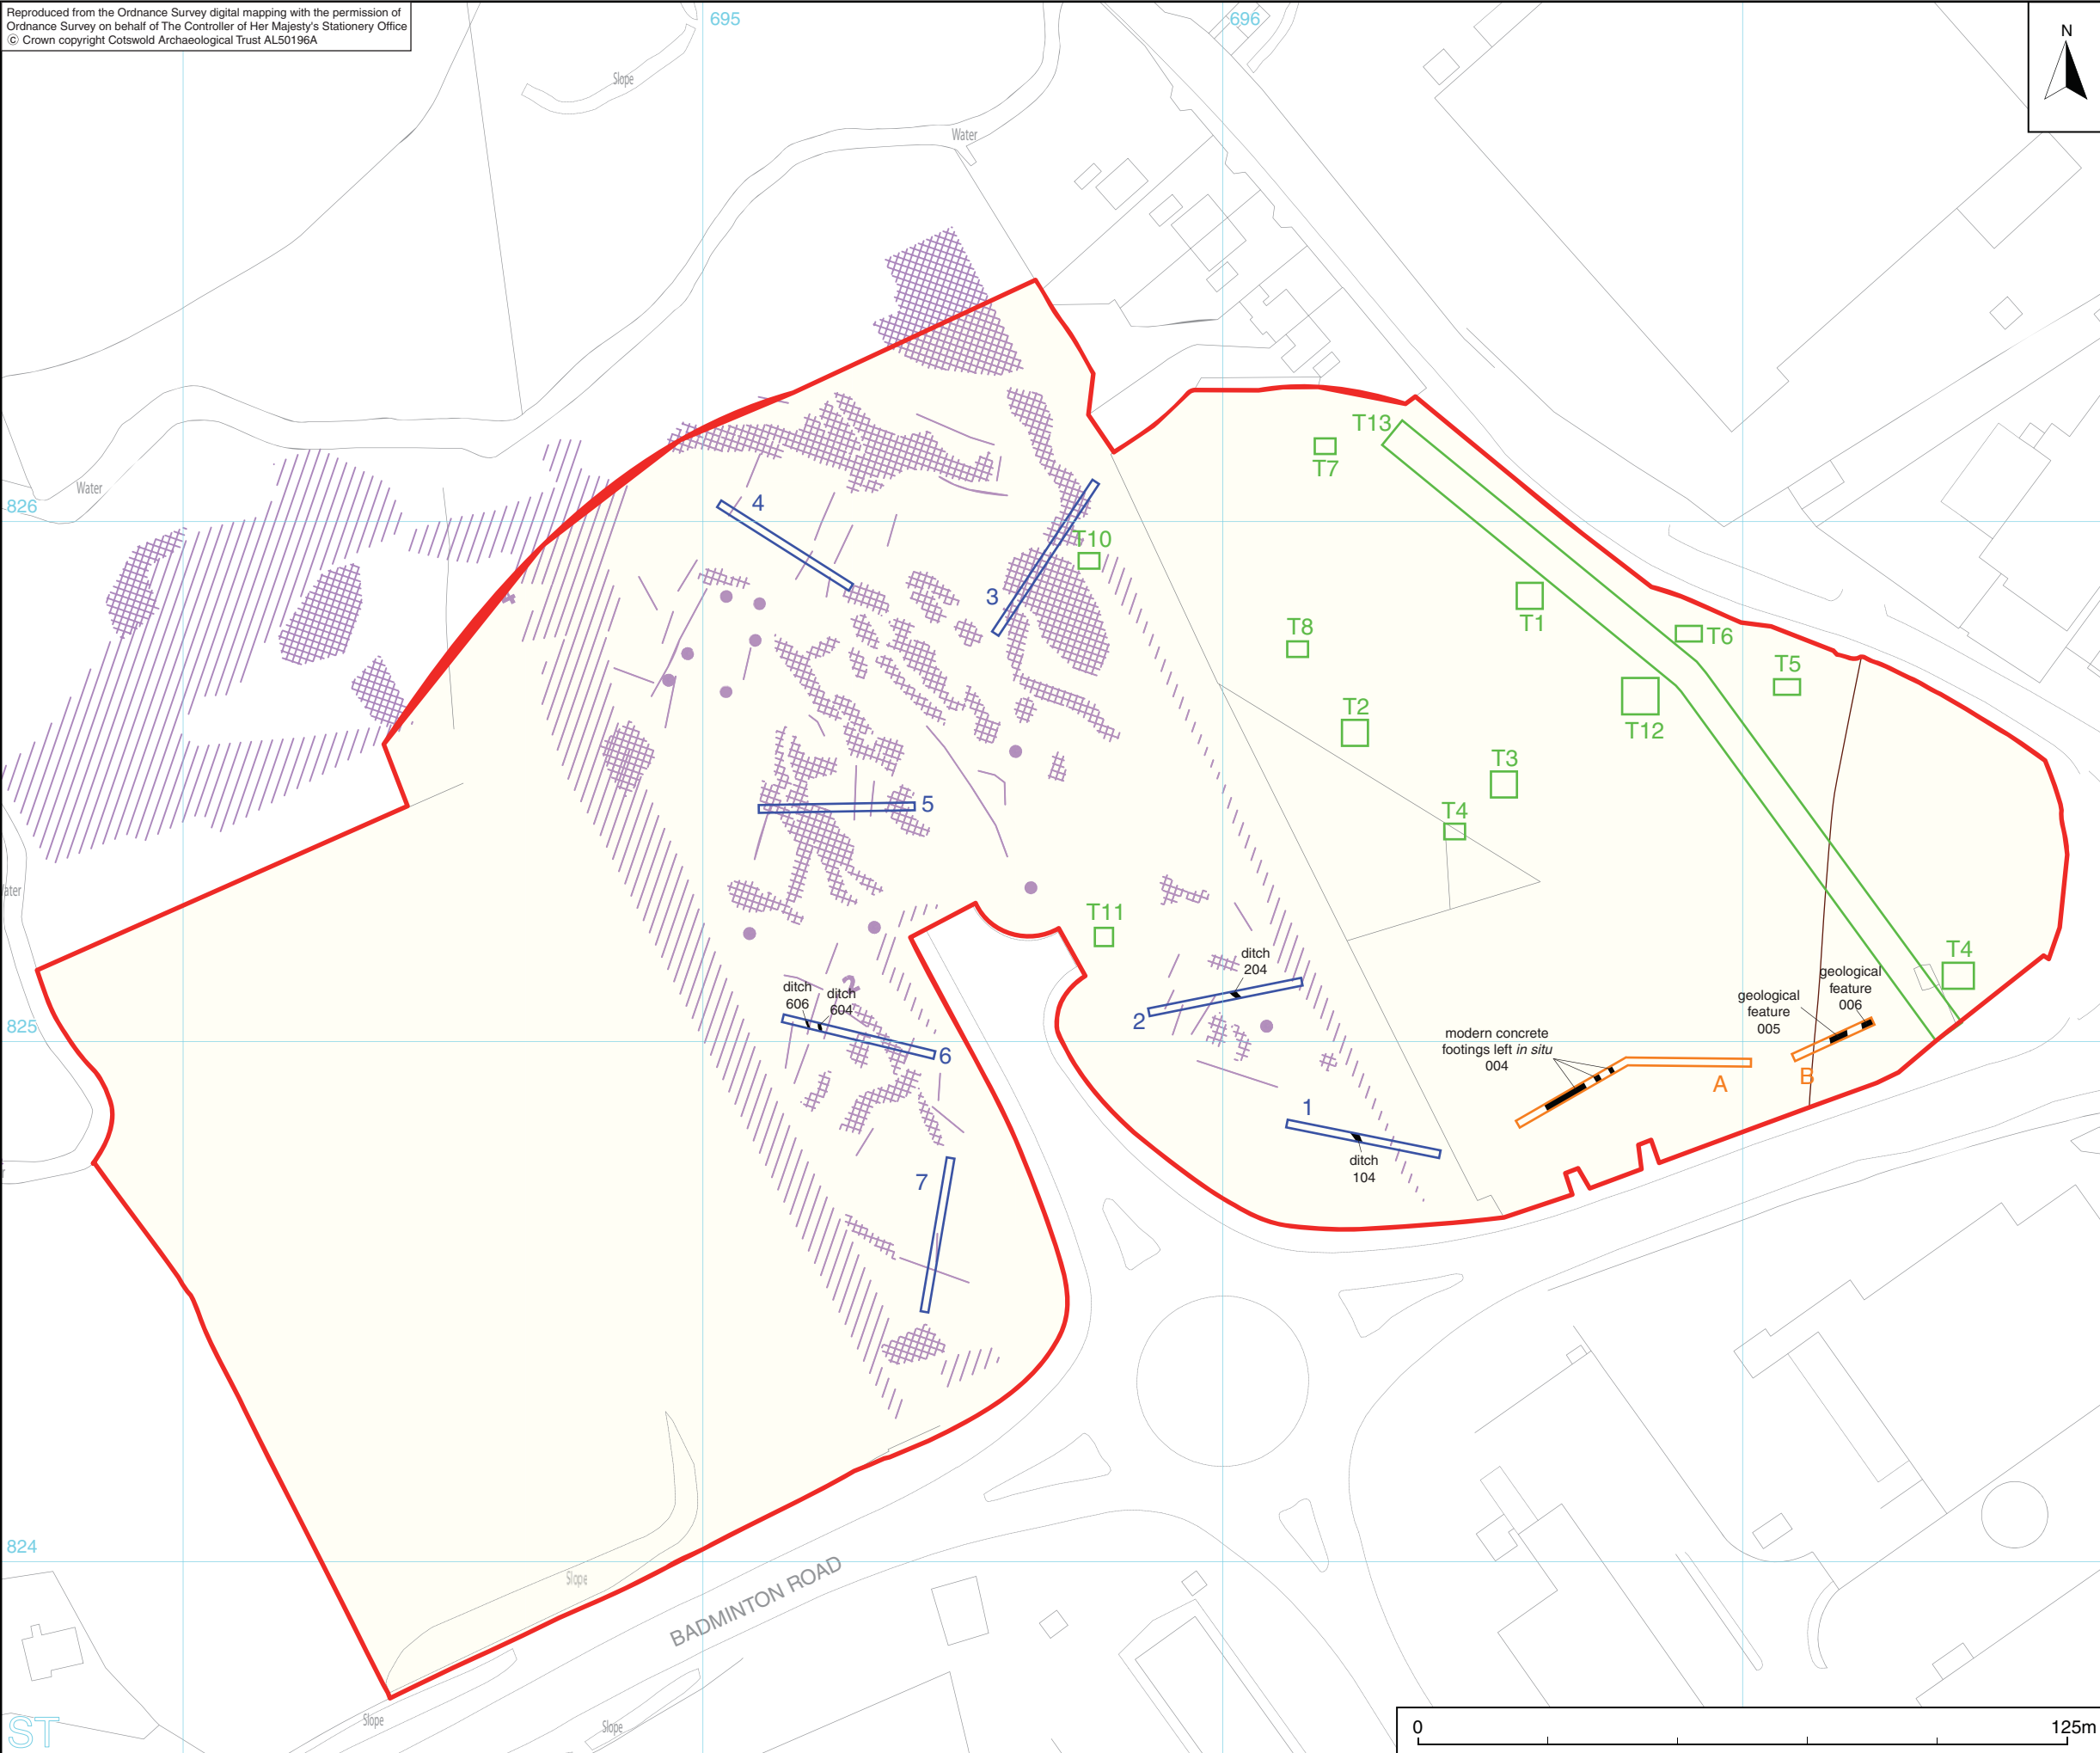 Reproduced from the Ordnance Survey digital mapping with the permission of
Ordnance Survey on behalf of The Controller of Her Majesty's Stationery Office
© Crown copyright Cotswold Archaeological Trust AL50196A
695
696
N
Slope
Water
T13
T7
Water
826
4
T10
3
T1
T8
T6
T5
T2
T12
T3
5
T4
ater
T11
ditch
204
T4
geological
feature
006
2
ditch
606
ditch
604
geological
feature
005
825
2
modern concrete
footings left in situ
004
6
B
A
1
ditch
104
7
824
Slope
BADMINTON ROAD
Slope
Slope
ST
0
125m